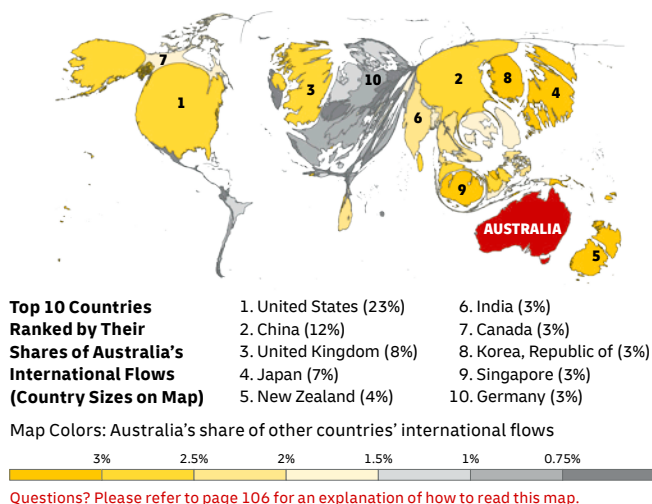 7
1
3
10
2
8
4
6
9
AUSTRALIA
5
Top 10 Countries
Ranked by Their
Shares of Australia’s
International Flows
(Country Sizes on Map)
1. United States (23%)
2. China (12%)
3. United Kingdom (8%)
4. Japan (7%)
5. New Zealand (4%)
6. India (3%)
7. Canada (3%)
8. Korea, Republic of (3%)
9. Singapore (3%)
10. Germany (3%)
Map Colors: Australia’s share of other countries’ international flows
3% 2.5% 2% 1.5% 1% 0.75%
Questions? Please refer to page 106 for an explanation of how to read this map.